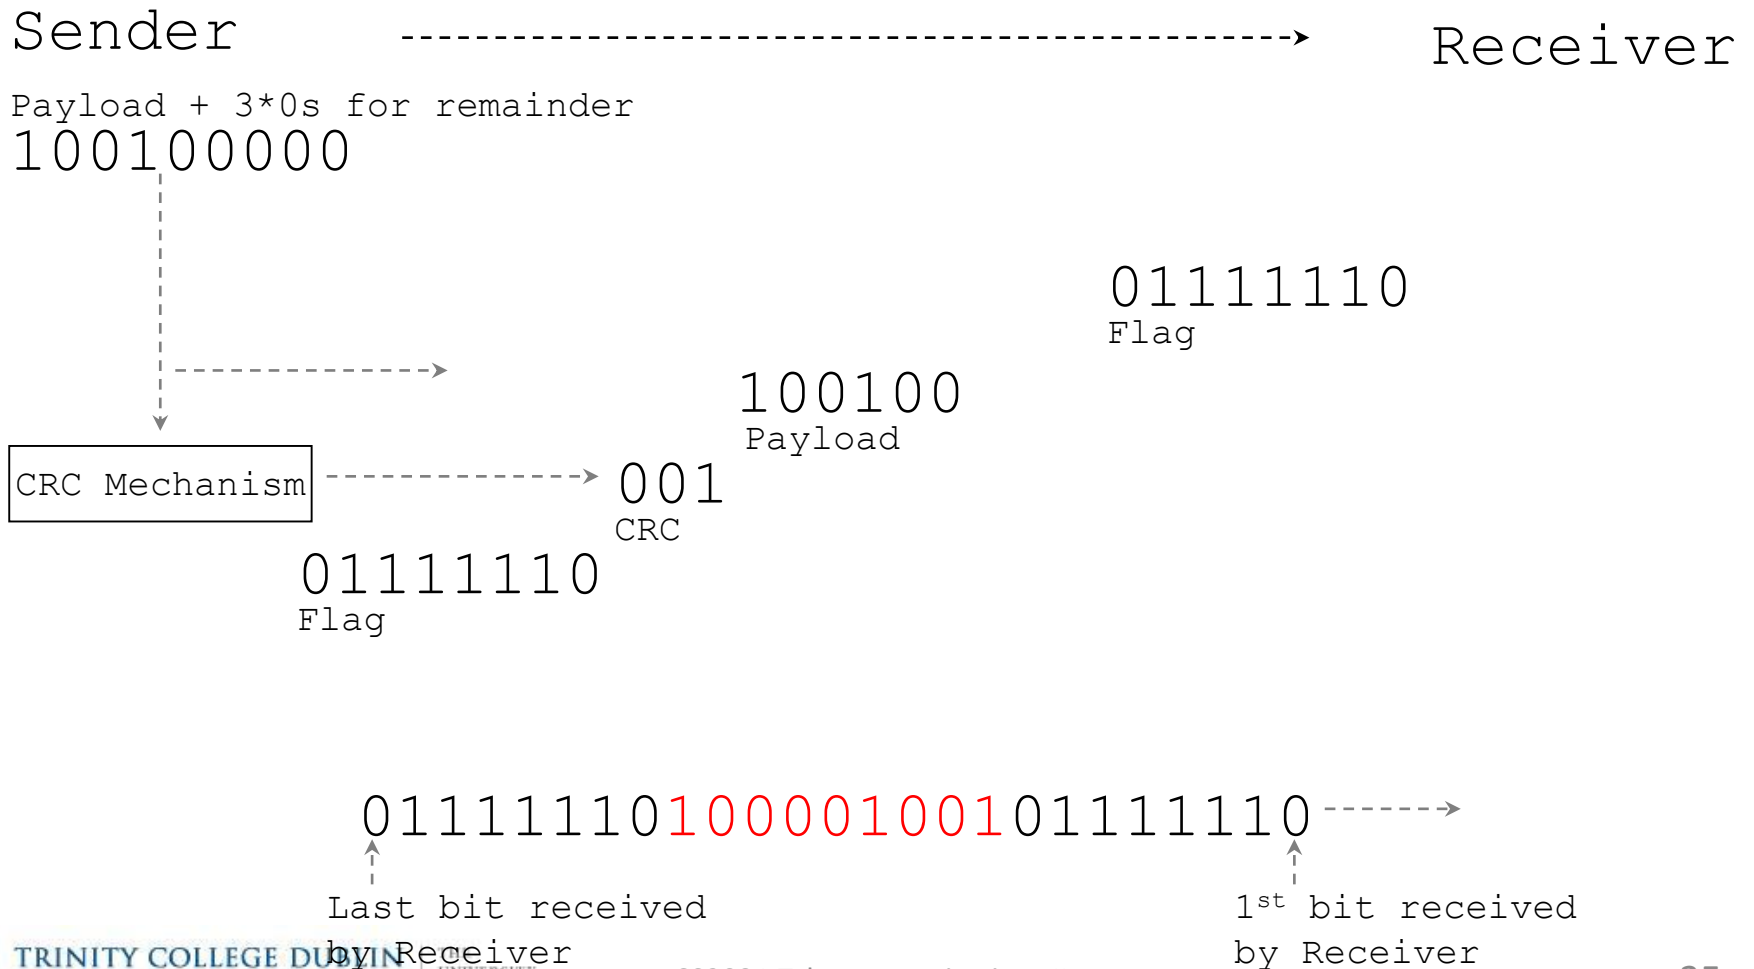 Sender
Receiver
Payload + 3*0s for remainder
100100000
01111110
Flag
100100
Payload
CRC Mechanism
001
CRC
01111110
Flag
0111111010000100101111110
Last bit received
by Receiver
1st bit received
by Receiver
TRINITY COLLEGE DUBLIN